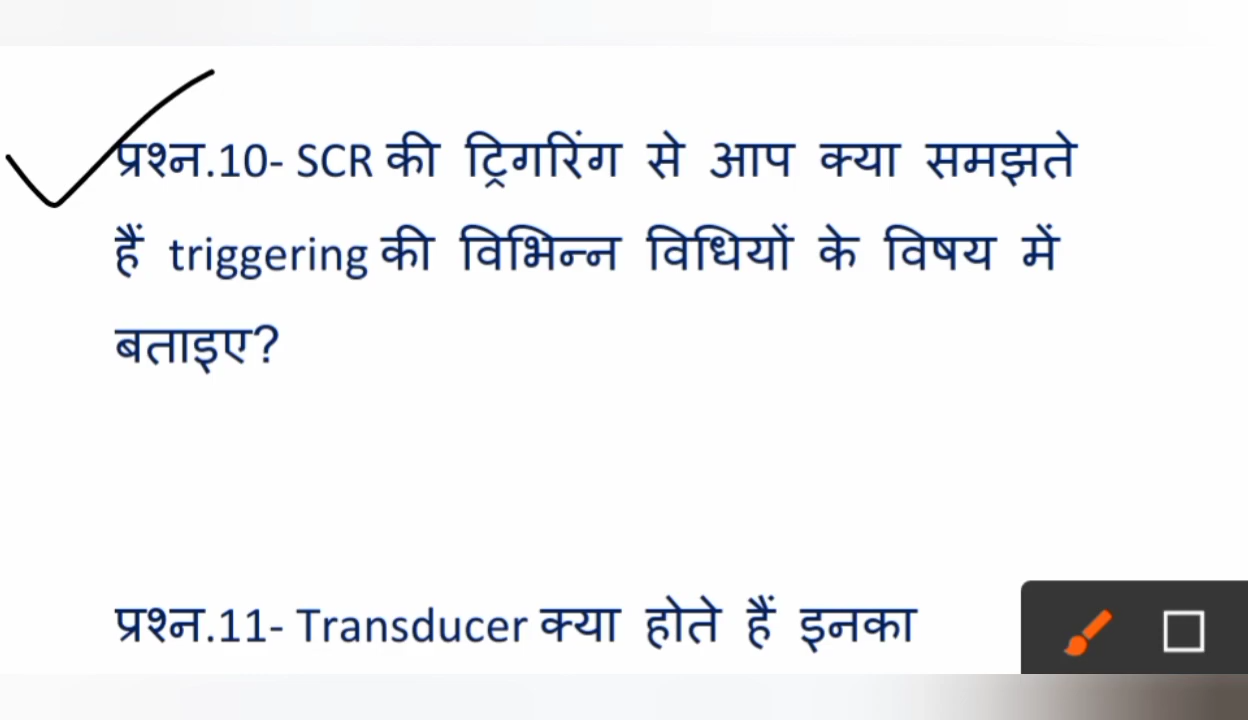 प्रश्न.10- SCR की ट्रिगरिंग से आप क्या समझते
हैं triggering की विभिन्न विधियों के विषय में
बताइए?
प्रश्न.11- Transducer क्या होते हैं इनका